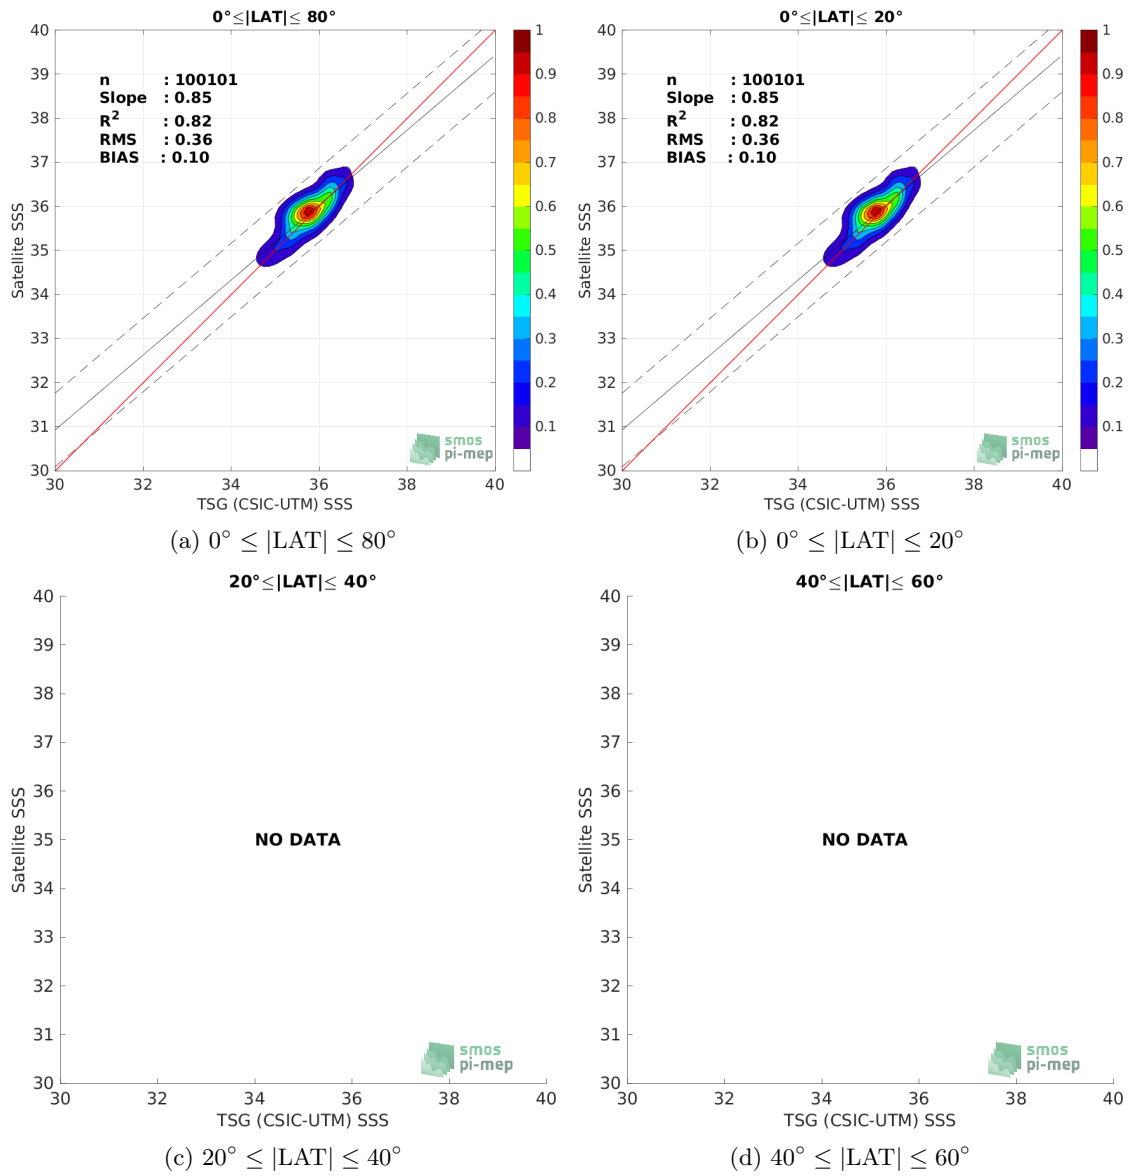 0°≤|LAT|≤ 80°
40
39
38
37
36
35
34
33
32
31
30
Satellite SSS
n : 100101
Slope : 0.85
R² : 0.82
RMS : 0.36
BIAS : 0.10
1
0.9
0.8
0.7
0.6
0.5
0.4
0.3
0.2
0.1
smos
pi-mep
30 32 34 36 38 40
TSG (CSIC-UTM) SSS
(a) 0° ≤ |LAT| ≤ 80°
0°≤|LAT|≤ 20°
40
39
38
37
36
35
34
33
32
31
30
Satellite SSS
n : 100101
Slope : 0.85
R² : 0.82
RMS : 0.36
BIAS : 0.10
1
0.9
0.8
0.7
0.6
0.5
0.4
0.3
0.2
0.1
smos
pi-mep
30 32 34 36 38 40
TSG (CSIC-UTM) SSS
(b) 0° ≤ |LAT| ≤ 20°
20°≤|LAT|≤ 40°
40
39
38
37
36
35
34
33
32
31
30
Satellite SSS
NO DATA
smos
pi-mep
30 32 34 36 38 40
TSG (CSIC-UTM) SSS
(c) 20° ≤ |LAT| ≤ 40°
40°≤|LAT|≤ 60°
40
39
38
37
36
35
34
33
32
31
30
Satellite SSS
NO DATA
smos
pi-mep
30 32 34 36 38 40
TSG (CSIC-UTM) SSS
(d) 40° ≤ |LAT| ≤ 60°